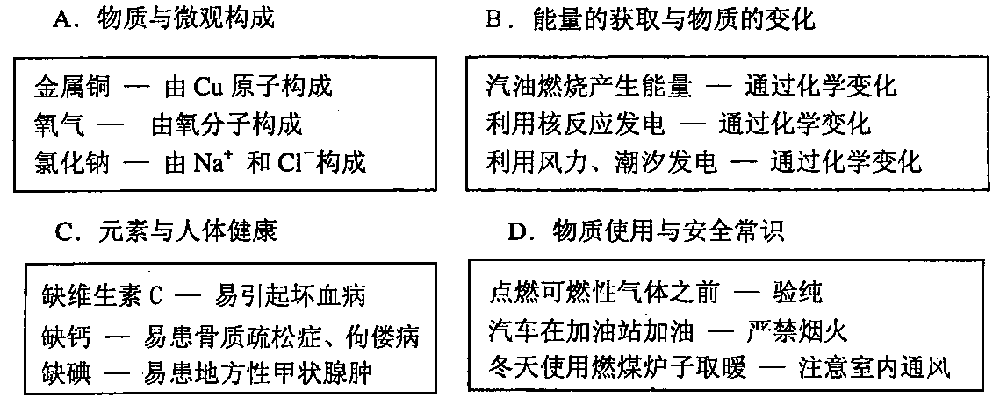 A．物质与微观构成
金属铜 — 由Cu原子构成
氧气 — 由氧分子构成
氯化钠 — 由Na⁺ 和Cl⁻构成
B．能量的获取与物质的变化
汽油燃烧产生能量 — 通过化学变化
利用核反应发电 — 通过化学变化
利用风力、潮汐发电 — 通过化学变化
C．元素与人体健康
缺维生素C — 易引起坏血病
缺钙 — 易患骨质疏松症、佝偻病
缺碘 — 易患地方性甲状腺肿
D．物质使用与安全常识
点燃可燃性气体之前 — 验纯
汽车在加油站加油 — 严禁烟火
冬天使用燃煤炉子取暖 — 注意室内通风